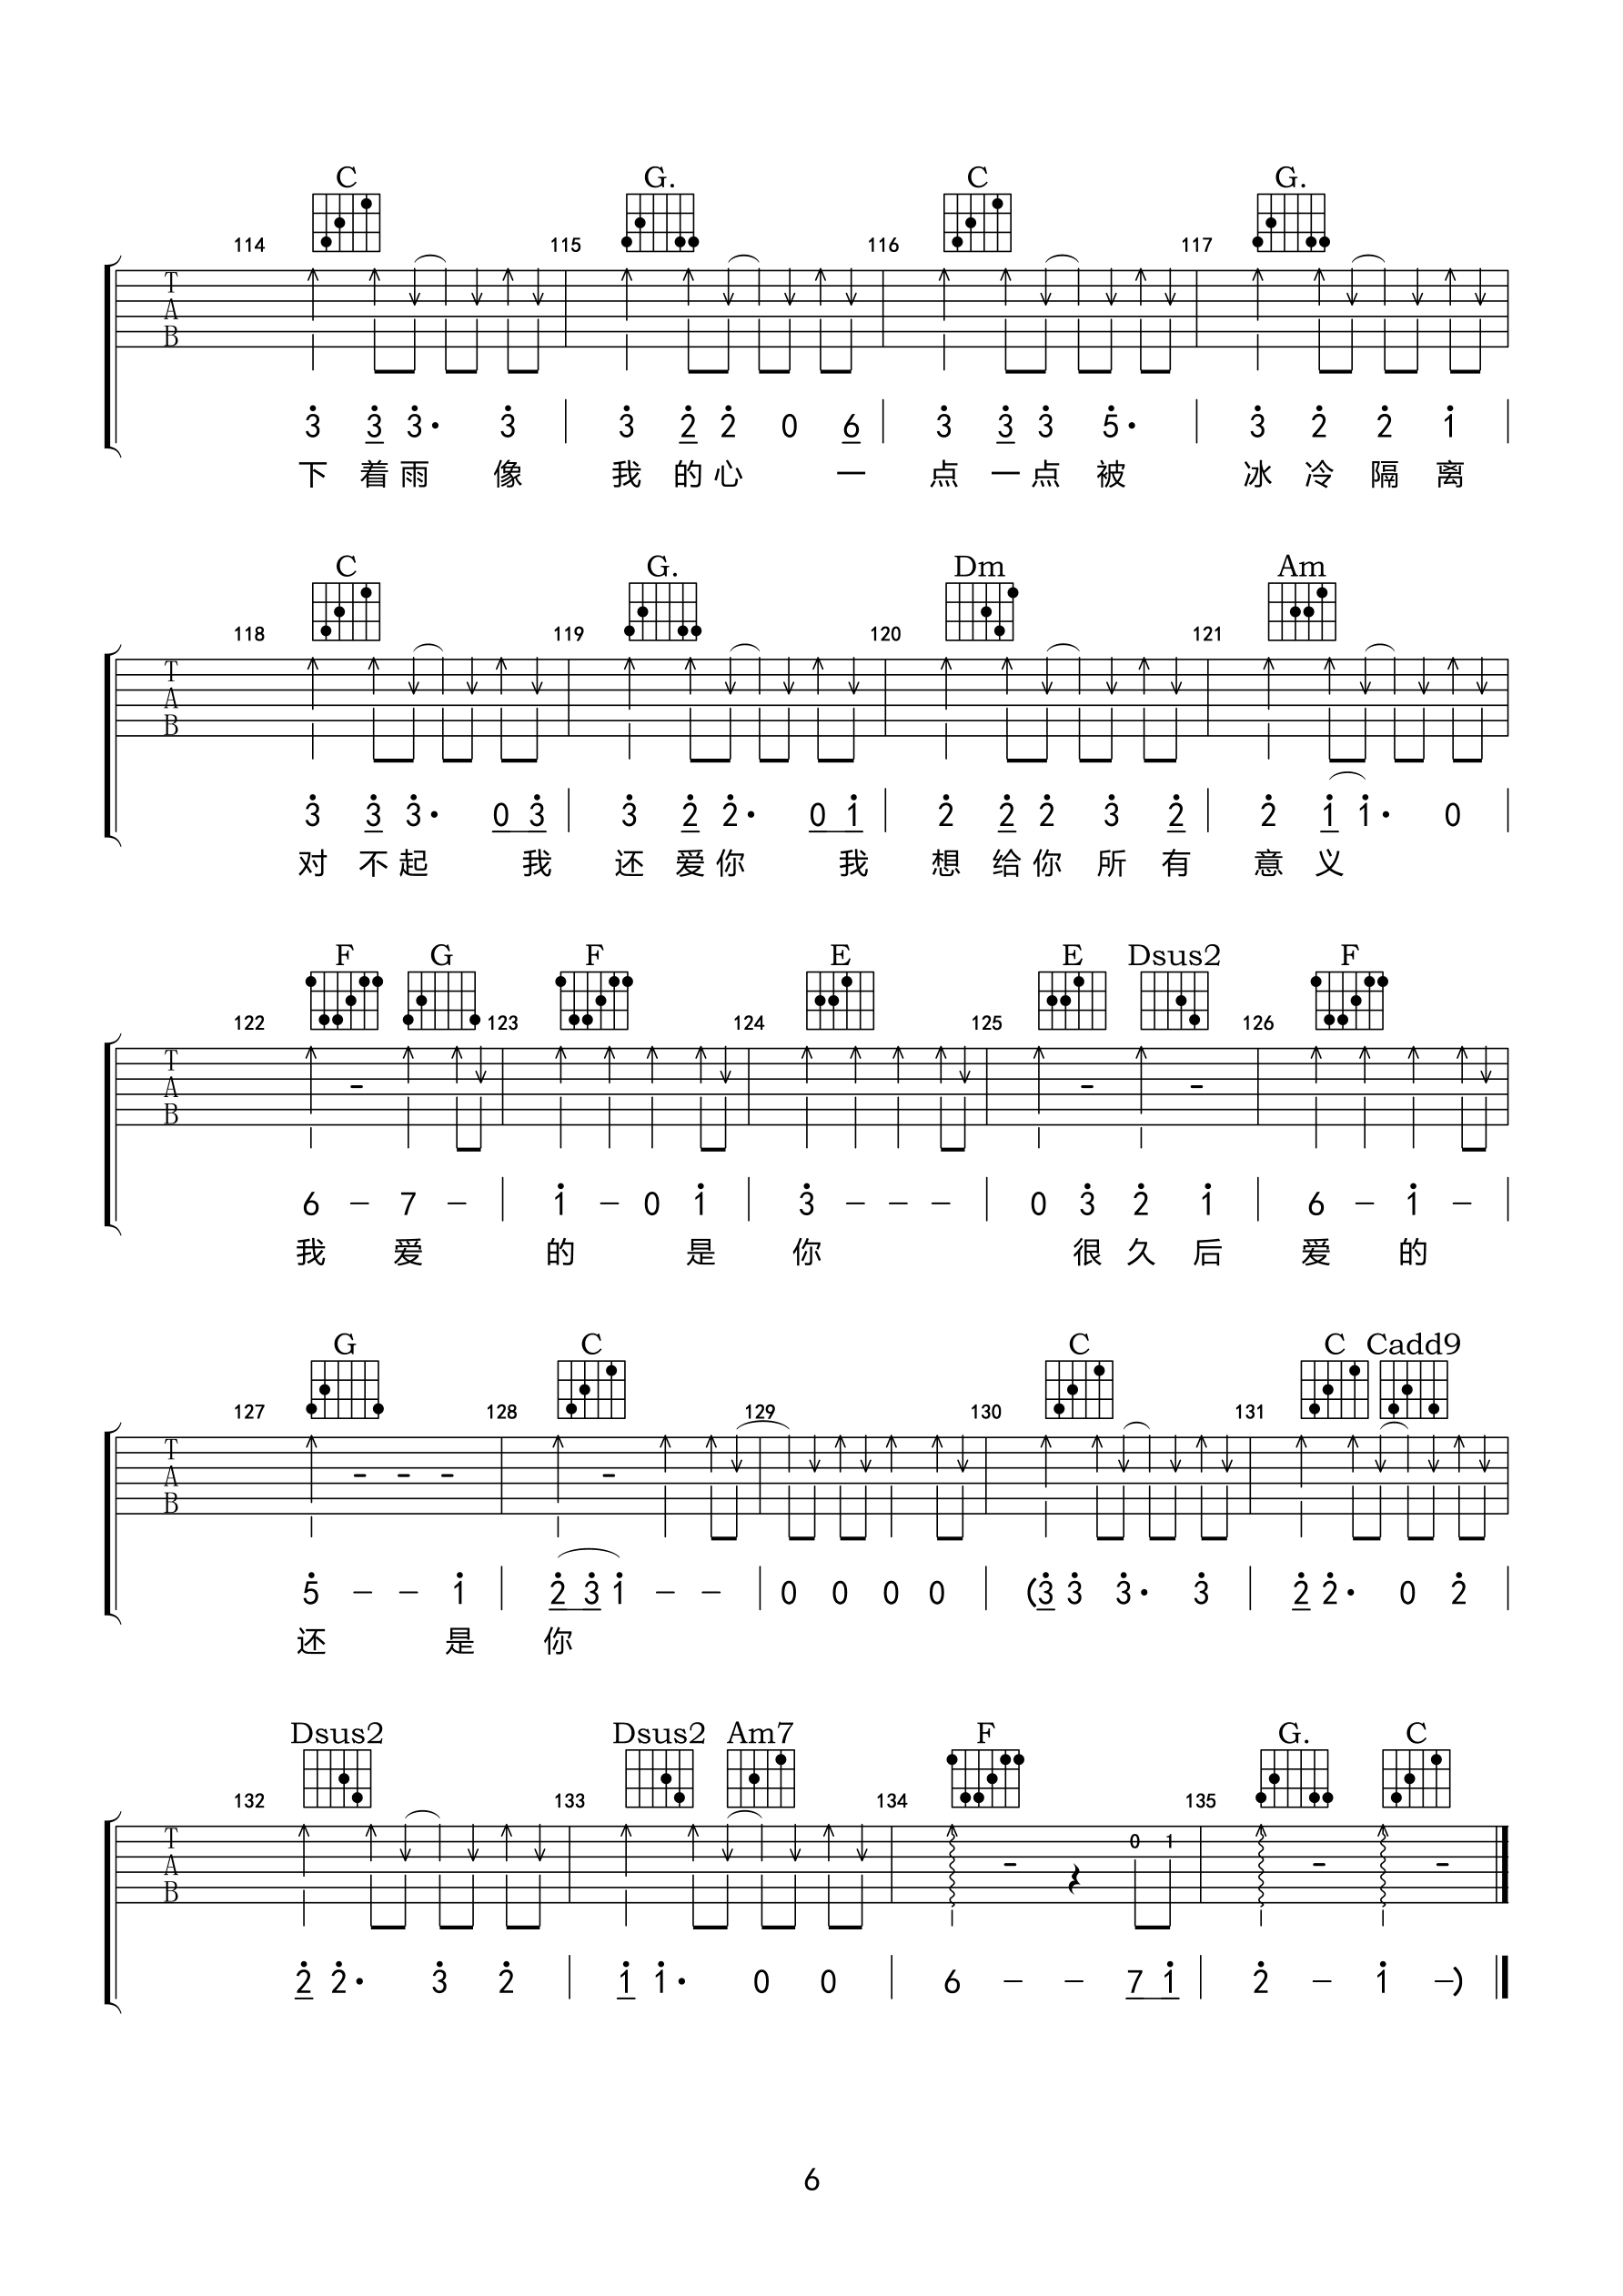 C G. C G.
114 115 116 117
T
A
B
3 3 3· 3 3 2 2 0 6 3 3 3 5· 3 2 2 1
下 着 雨 像 我 的 心 一 点 一 点 被 冰 冷 隔 离
C G. Dm Am
118 119 120 121
T
A
B
3 3 3· 0 3 3 2 2· 0 1 2 2 2 3 2 2 1 1· 0
对 不 起 我 还 爱 你 我 想 给 你 所 有 意 义
F G F E E Dsus2 F
122 123 124 125 126
T
A
B
6 – 7 – 1 – 0 1 3 – – – 0 3 2 1 6 – 1 –
我 爱 的 是 你 很 久 后 爱 的
G C C C Cadd9
127 128 129 130 131
T
A
B
5 – – 1 2 3 1 – – 0 0 0 0 (3 3 3· 3 2 2· 0 2
还 是 你
Dsus2 Dsus2 Am7 F G. C
132 133 134 135
T
A
B
0 1
2 2· 3 2 1 1· 0 0 6 – – 7 1 2 – 1 –)
6